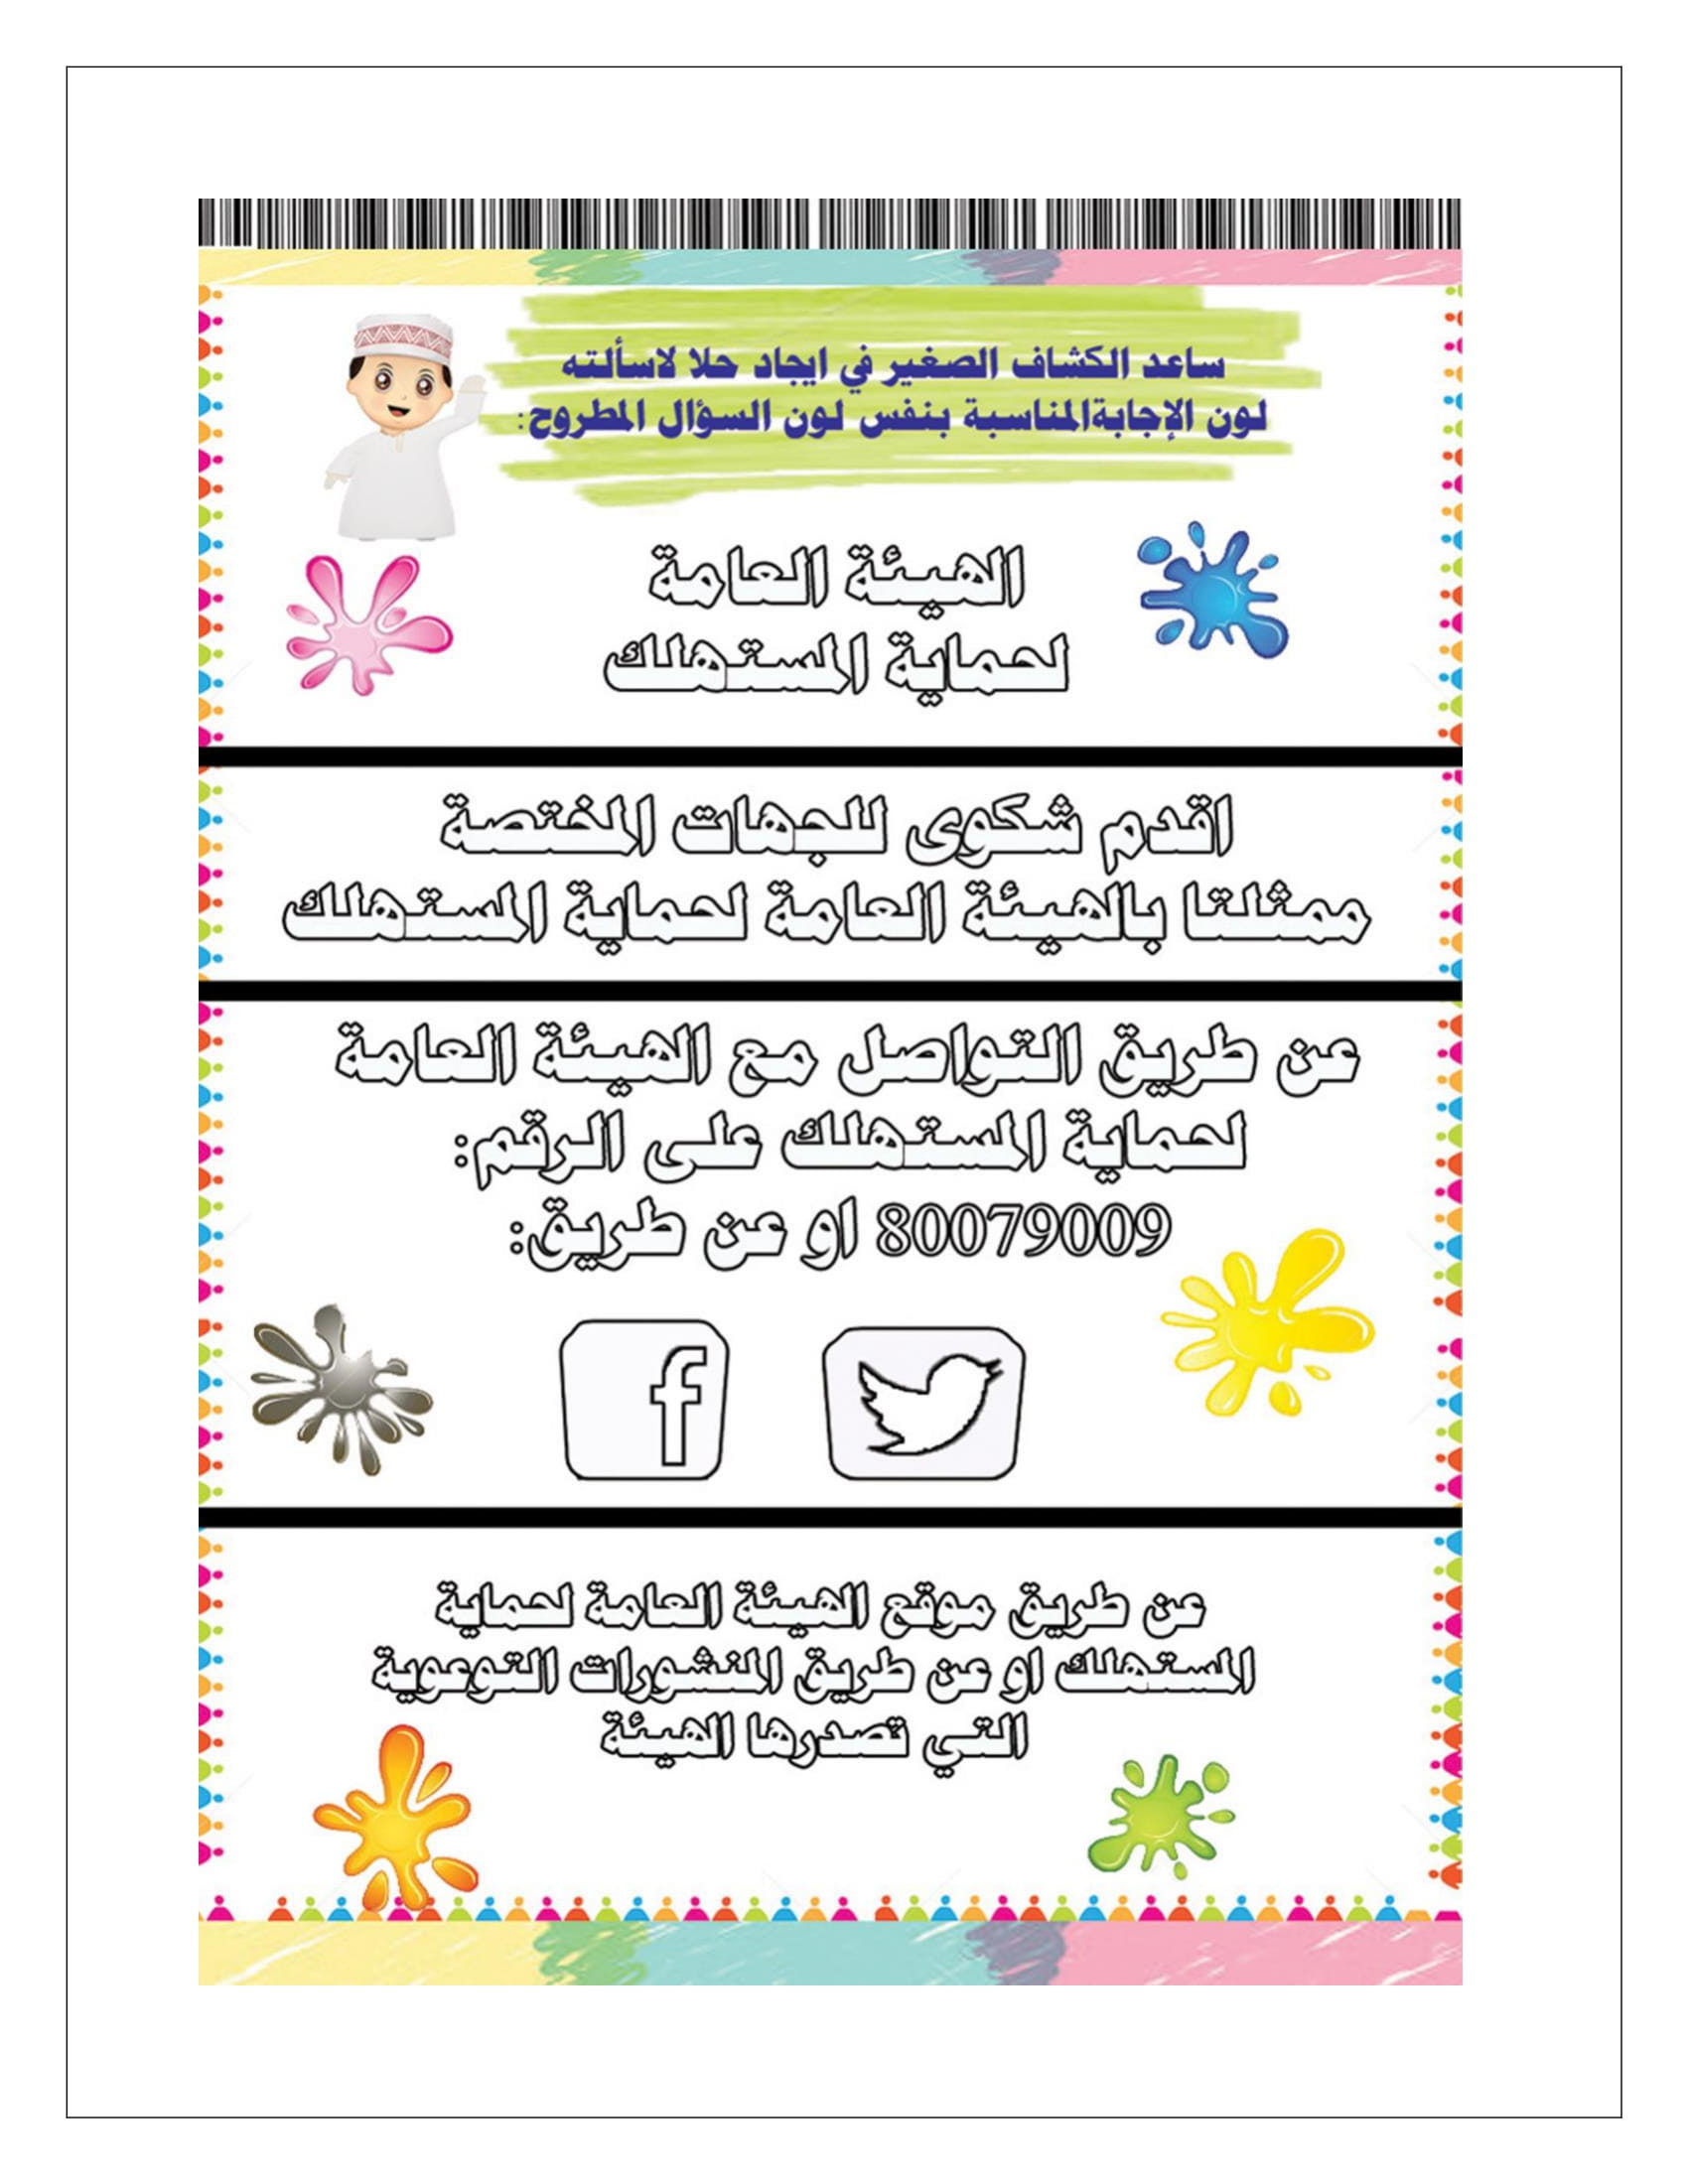 ساعد الكشاف الصغير في ايجاد حلا لاسألته
لون الإجابةالمناسبة بنفس لون السؤال المطروح:
الهيئة العامة
لحماية المستهلك
اقدم شكوى للجهات المختصة
ممثلتا بالهيئة العامة لحماية المستهلك
عن طريق التواصل مع الهيئة العامة
لحماية المستهلك على الرقم:
80079009 او عن طريق:
f
عن طريق موقع الهيئة العامة لحماية
المستهلك او عن طريق المنشورات التوعوية
التي تصدرها الهيئة